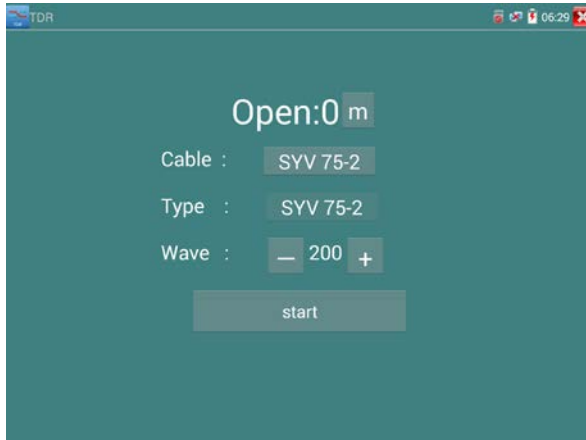 TDR 06:29
Open:0 m
Cable : SYV 75-2
Type : SYV 75-2
Wave : — 200 +
start